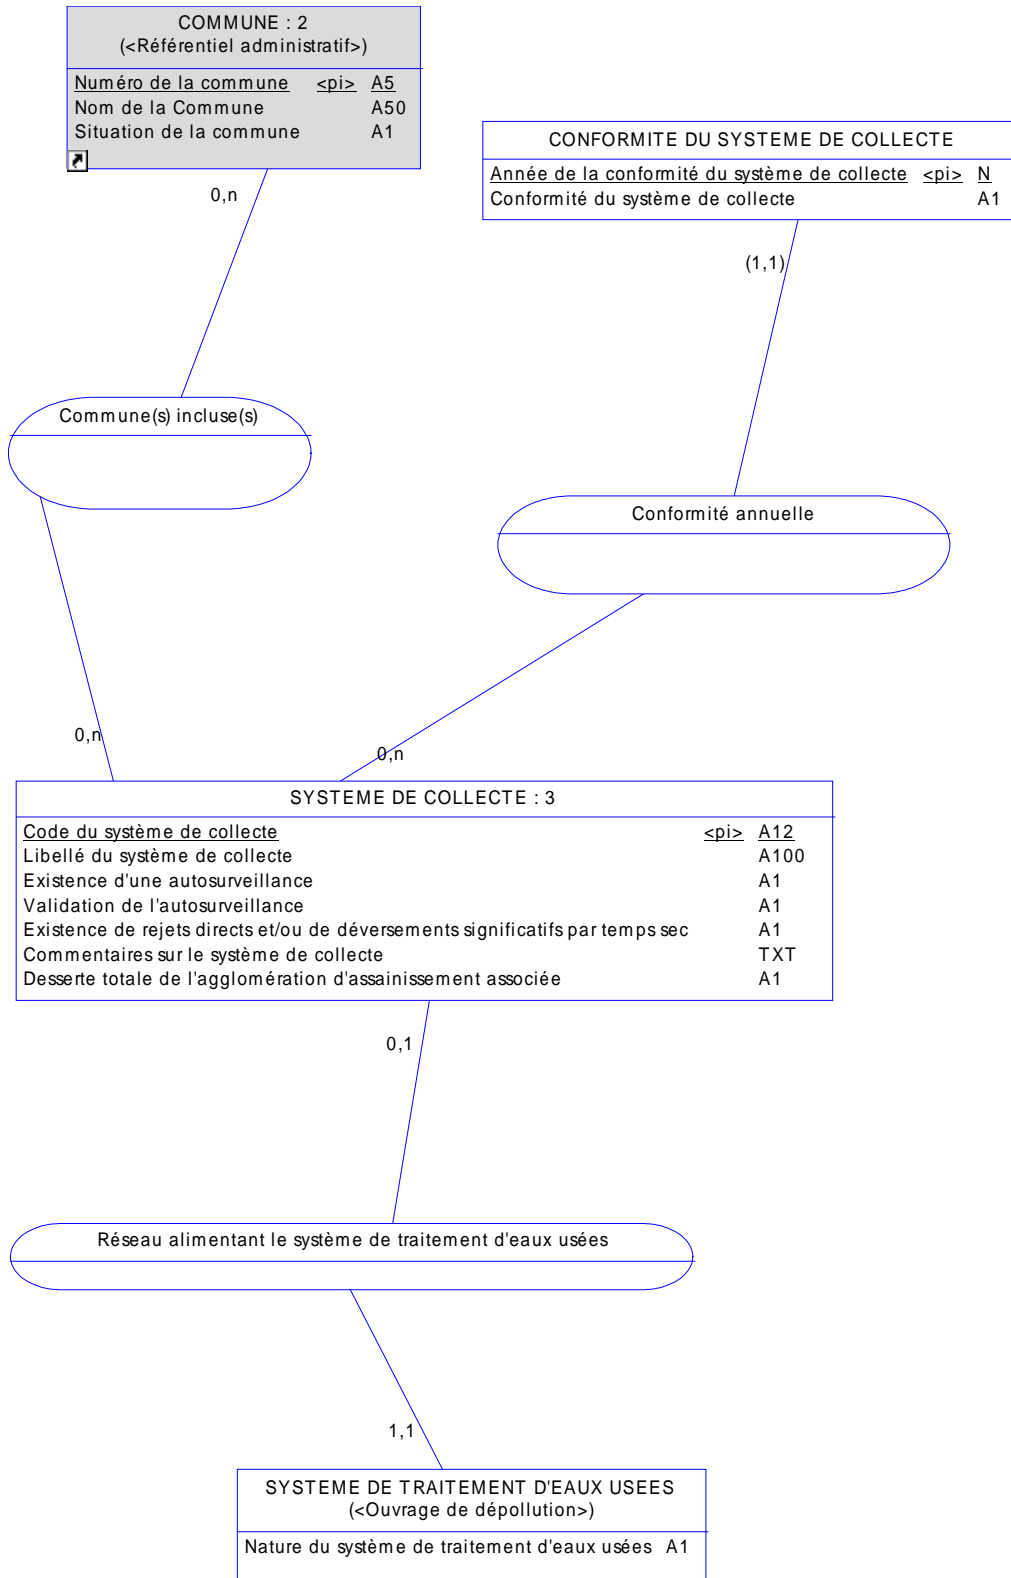 COMMUNE : 2
(<Référentiel administratif>)
Numéro de la commune <pi> A5
Nom de la Commune A50
Situation de la commune A1
0,n
CONFORMITE DU SYSTEME DE COLLECTE
Année de la conformité du système de collecte <pi> N
Conformité du système de collecte A1
(1,1)
Commune(s) incluse(s)
Conformité annuelle
0,n
0,n
SYSTEME DE COLLECTE : 3
Code du système de collecte <pi> A12
Libellé du système de collecte A100
Existence d'une autosurveillance A1
Validation de l'autosurveillance A1
Existence de rejets directs et/ou de déversements significatifs par temps sec A1
Commentaires sur le système de collecte TXT
Desserte totale de l'agglomération d'assainissement associée A1
0,1
Réseau alimentant le système de traitement d'eaux usées
1,1
SYSTEME DE TRAITEMENT D'EAUX USEES
(<Ouvrage de dépollution>)
Nature du système de traitement d'eaux usées A1